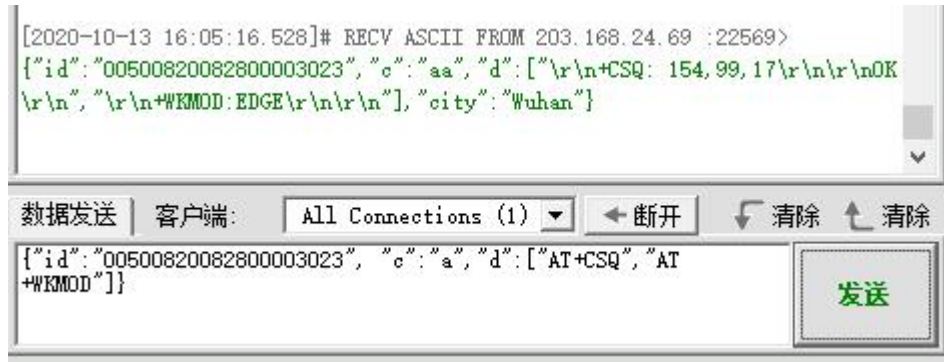 [2020-10-13 16:05:16.528]# RECV ASCII FROM 203.168.24.69 :22569>
{"id":"00500820082800003023","c":"aa","d":["\r\n+CSQ: 154,99,17\r\n\r\nOK
\r\n","\r\n+WKMOD:EDGE\r\n\r\n"],"city":"Wuhan"}
数据发送 客户端: All Connections (1) 断开 清除 清除
{"id":"00500820082800003023", "c":"a","d":["AT+CSQ","AT
+WKMOD"]}
发送